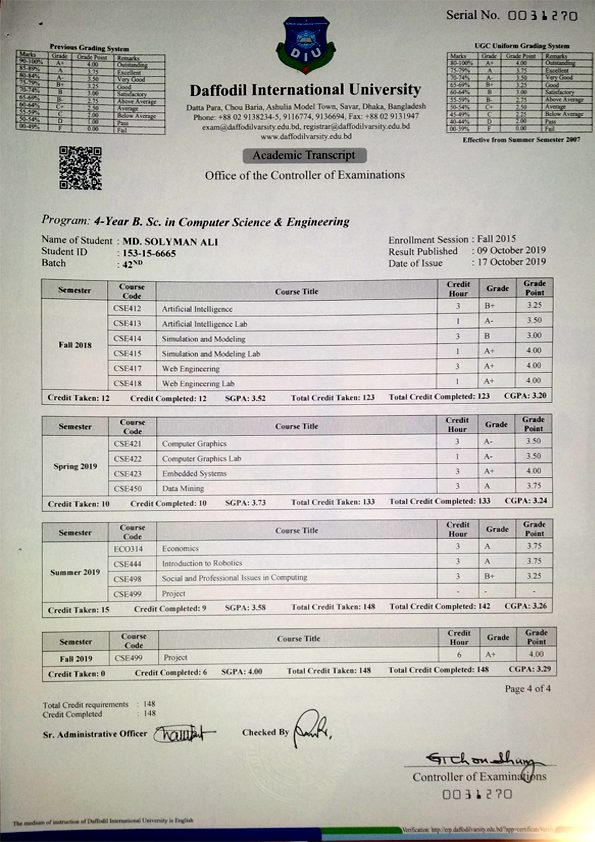 Serial No. 0031270
Previous Grading System
Marks Grade Grade Point Remarks
90-100% A+ 4.00 Outstanding
85-89% A 3.75 Excellent
80-84% A- 3.50 Very Good
75-79% B+ 3.25 Good
70-74% B 3.00 Satisfactory
65-69% B- 2.75 Above Average
60-64% C+ 2.50 Average
55-59% C 2.00 Below Average
50-54% D 1.00 Pass
00-49% F 0.00 Fail
UGC Uniform Grading System
Marks Grade Grade Point Remarks
80-100% A+ 4.00 Outstanding
75-79% A 3.75 Excellent
70-74% A- 3.50 Very Good
65-69% B+ 3.25 Good
60-64% B 3.00 Satisfactory
55-59% B- 2.75 Above Average
50-54% C+ 2.50 Average
45-49% C 2.25 Below Average
40-44% D 2.00 Pass
00-39% F 0.00 Fail
Effective from Summer Semester 2007
DIU
Daffodil International University
Datta Para, Chou Baria, Ashulia Model Town, Savar, Dhaka, Bangladesh
Phone: +88 02 9138234-5, 9116774, 9136694, Fax: +88 02 9131947
exam@daffodilvarsity.edu.bd, registrar@daffodilvarsity.edu.bd
www.daffodilvarsity.edu.bd
Academic Transcript
Office of the Controller of Examinations
Program: 4-Year B. Sc. in Computer Science & Engineering
Name of Student : MD. SOLYMAN ALI
Student ID : 153-15-6665
Batch : 42ND
Enrollment Session : Fall 2015
Result Published : 09 October 2019
Date of Issue : 17 October 2019
Semester Course Code Course Title Credit Hour Grade Grade Point
Fall 2018
CSE412 Artificial Intelligence 3 B+ 3.25
CSE413 Artificial Intelligence Lab 1 A- 3.50
CSE414 Simulation and Modeling 3 B 3.00
CSE415 Simulation and Modeling Lab 1 A+ 4.00
CSE417 Web Engineering 3 A+ 4.00
CSE418 Web Engineering Lab 1 A+ 4.00
Credit Taken: 12 Credit Completed: 12 SGPA: 3.52 Total Credit Taken: 123 Total Credit Completed: 123 CGPA: 3.20
Semester Course Code Course Title Credit Hour Grade Grade Point
Spring 2019
CSE421 Computer Graphics 3 A- 3.50
CSE422 Computer Graphics Lab 1 A- 3.50
CSE423 Embedded Systems 3 A+ 4.00
CSE450 Data Mining 3 A 3.75
Credit Taken: 10 Credit Completed: 10 SGPA: 3.73 Total Credit Taken: 133 Total Credit Completed: 133 CGPA: 3.24
Semester Course Code Course Title Credit Hour Grade Grade Point
Summer 2019
ECO314 Economics 3 A 3.75
CSE444 Introduction to Robotics 3 A 3.75
CSE498 Social and Professional Issues in Computing 3 B+ 3.25
CSE499 Project - - -
Credit Taken: 15 Credit Completed: 9 SGPA: 3.58 Total Credit Taken: 148 Total Credit Completed: 142 CGPA: 3.26
Semester Course Code Course Title Credit Hour Grade Grade Point
Fall 2019 CSE499 Project 6 A+ 4.00
Credit Taken: 0 Credit Completed: 6 SGPA: 4.00 Total Credit Taken: 148 Total Credit Completed: 148 CGPA: 3.29
Page 4 of 4
Total Credit requirements : 148
Credit Completed : 148
Sr. Administrative Officer
Checked By
Controller of Examinations
0031270
The medium of instruction of Daffodil International University is English
Verification: http://erp.daffodilvarsity.edu.bd/?app=certificate